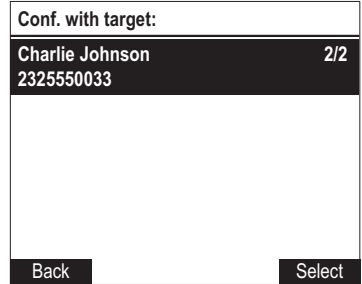 Conf. with target:
Charlie Johnson 2/2
2325550033
Back Select